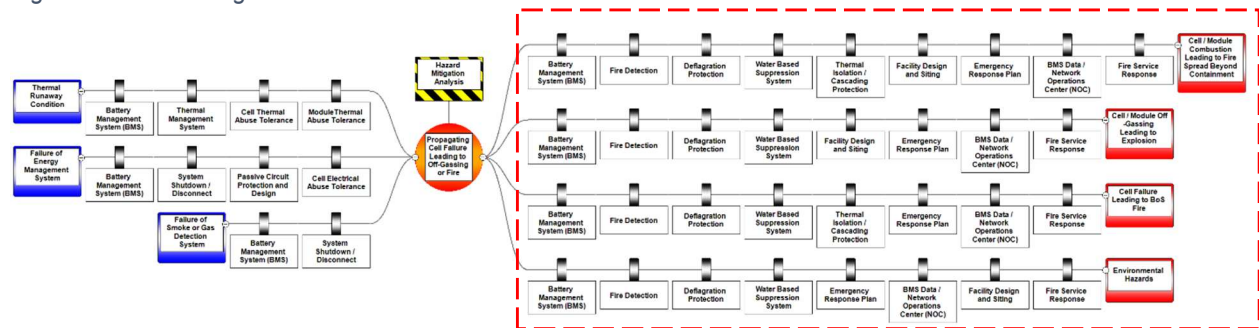 Hazard
Mitigation
Analysis
Thermal
Runaway
Condition
Battery
Management
System (BMS)
Thermal
Management
System
Cell Thermal
Abuse Tolerance
Module Thermal
Abuse Tolerance
Failure of
Energy
Management
System
Battery
Management
System (BMS)
System
Shutdown /
Disconnect
Passive Circuit
Protection and
Design
Cell Electrical
Abuse Tolerance
Failure of
Smoke or Gas
Detection
System
Battery
Management
System (BMS)
System
Shutdown /
Disconnect
Propagating
Cell Failure
Leading to
Off-Gassing
or Fire
Battery
Management
System (BMS)
Fire Detection
Deflagration
Protection
Water Based
Suppression
System
Thermal
Isolation /
Cascading
Protection
Facility Design
and Siting
Emergency
Response Plan
BMS Data /
Network
Operations
Center (NOC)
Fire Service
Response
Cell / Module
Combustion
Leading to Fire
Spread Beyond
Containment
Battery
Management
System (BMS)
Fire Detection
Deflagration
Protection
Water Based
Suppression
System
Facility Design
and Siting
Emergency
Response Plan
BMS Data /
Network
Operations
Center (NOC)
Fire Service
Response
Cell / Module Off
-Gassing
Leading to
Explosion
Battery
Management
System (BMS)
Fire Detection
Deflagration
Protection
Water Based
Suppression
System
Thermal
Isolation /
Cascading
Protection
Emergency
Response Plan
BMS Data /
Network
Operations
Center (NOC)
Fire Service
Response
Cell Failure
Leading to BoS
Fire
Battery
Management
System (BMS)
Fire Detection
Deflagration
Protection
Water Based
Suppression
System
Emergency
Response Plan
BMS Data /
Network
Operations
Center (NOC)
Facility Design
and Siting
Fire Service
Response
Environmental
Hazards